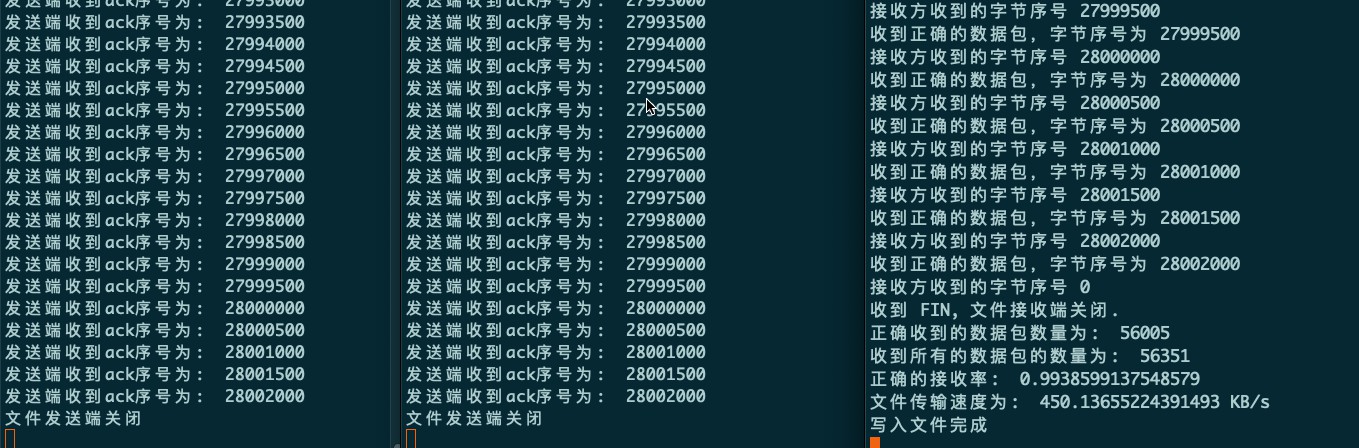 发送端收到ack序号为： 27993000
发送端收到ack序号为： 27993500
发送端收到ack序号为： 27994000
发送端收到ack序号为： 27994500
发送端收到ack序号为： 27995000
发送端收到ack序号为： 27995500
发送端收到ack序号为： 27996000
发送端收到ack序号为： 27996500
发送端收到ack序号为： 27997000
发送端收到ack序号为： 27997500
发送端收到ack序号为： 27998000
发送端收到ack序号为： 27998500
发送端收到ack序号为： 27999000
发送端收到ack序号为： 27999500
发送端收到ack序号为： 28000000
发送端收到ack序号为： 28000500
发送端收到ack序号为： 28001000
发送端收到ack序号为： 28001500
发送端收到ack序号为： 28002000
文件发送端关闭
发送端收到ack序号为： 27993000
发送端收到ack序号为： 27993500
发送端收到ack序号为： 27994000
发送端收到ack序号为： 27994500
发送端收到ack序号为： 27995000
发送端收到ack序号为： 27995500
发送端收到ack序号为： 27996000
发送端收到ack序号为： 27996500
发送端收到ack序号为： 27997000
发送端收到ack序号为： 27997500
发送端收到ack序号为： 27998000
发送端收到ack序号为： 27998500
发送端收到ack序号为： 27999000
发送端收到ack序号为： 27999500
发送端收到ack序号为： 28000000
发送端收到ack序号为： 28000500
发送端收到ack序号为： 28001000
发送端收到ack序号为： 28001500
发送端收到ack序号为： 28002000
文件发送端关闭
接收方收到的字节序号 27999500
收到正确的数据包，字节序号为 27999500
接收方收到的字节序号 28000000
收到正确的数据包，字节序号为 28000000
接收方收到的字节序号 28000500
收到正确的数据包，字节序号为 28000500
接收方收到的字节序号 28001000
收到正确的数据包，字节序号为 28001000
接收方收到的字节序号 28001500
收到正确的数据包，字节序号为 28001500
接收方收到的字节序号 28002000
收到正确的数据包，字节序号为 28002000
接收方收到的字节序号 0
收到 FIN，文件接收端关闭.
正确收到的数据包数量为： 56005
收到所有的数据包的数量为： 56351
正确的接收率： 0.9938599137548579
文件传输速度为： 450.13655224391493 KB/s
写入文件完成